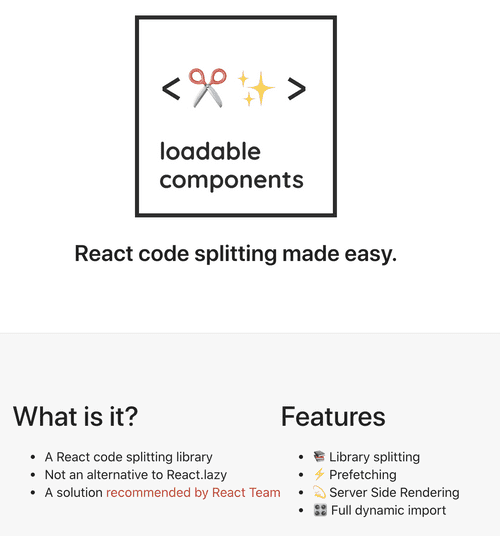 < ✂️ ✨ >
loadable
components
React code splitting made easy.
What is it?
A React code splitting library
Not an alternative to React.lazy
A solution recommended by React Team
Features
📚 Library splitting
⚡ Prefetching
💫 Server Side Rendering
🎛️ Full dynamic import